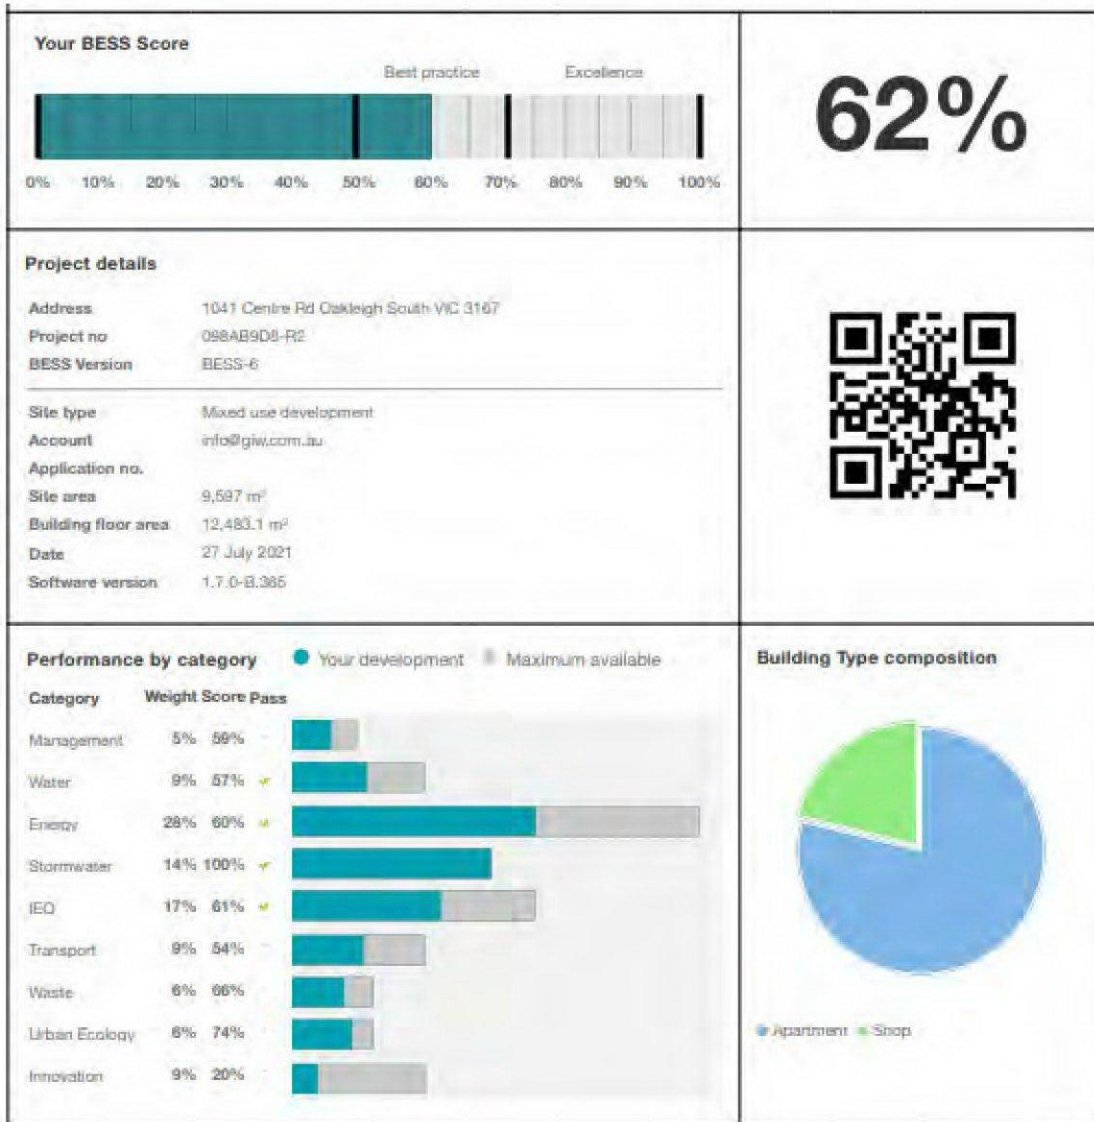 Your BESS Score
Best practice Excellence
0% 10% 20% 30% 40% 50% 60% 70% 80% 90% 100%
62%
Project details
Address 1041 Centre Rd Oakleigh South VIC 3167
Project no 098AB9D8-R2
BESS Version BESS-6
Site type Mixed use development
Account info@giw.com.au
Application no.
Site area 9,597 m²
Building floor area 12,483.1 m²
Date 27 July 2021
Software version 1.7.0-B.365
Performance by category Your development Maximum available
Category Weight Score Pass
Management 5% 59% -
Water 9% 57% ✓
Energy 28% 60% ✓
Stormwater 14% 100% ✓
IEQ 17% 61% ✓
Transport 9% 54% -
Waste 6% 66% -
Urban Ecology 6% 74% -
Innovation 9% 20% -
Building Type composition
Apartment Shop